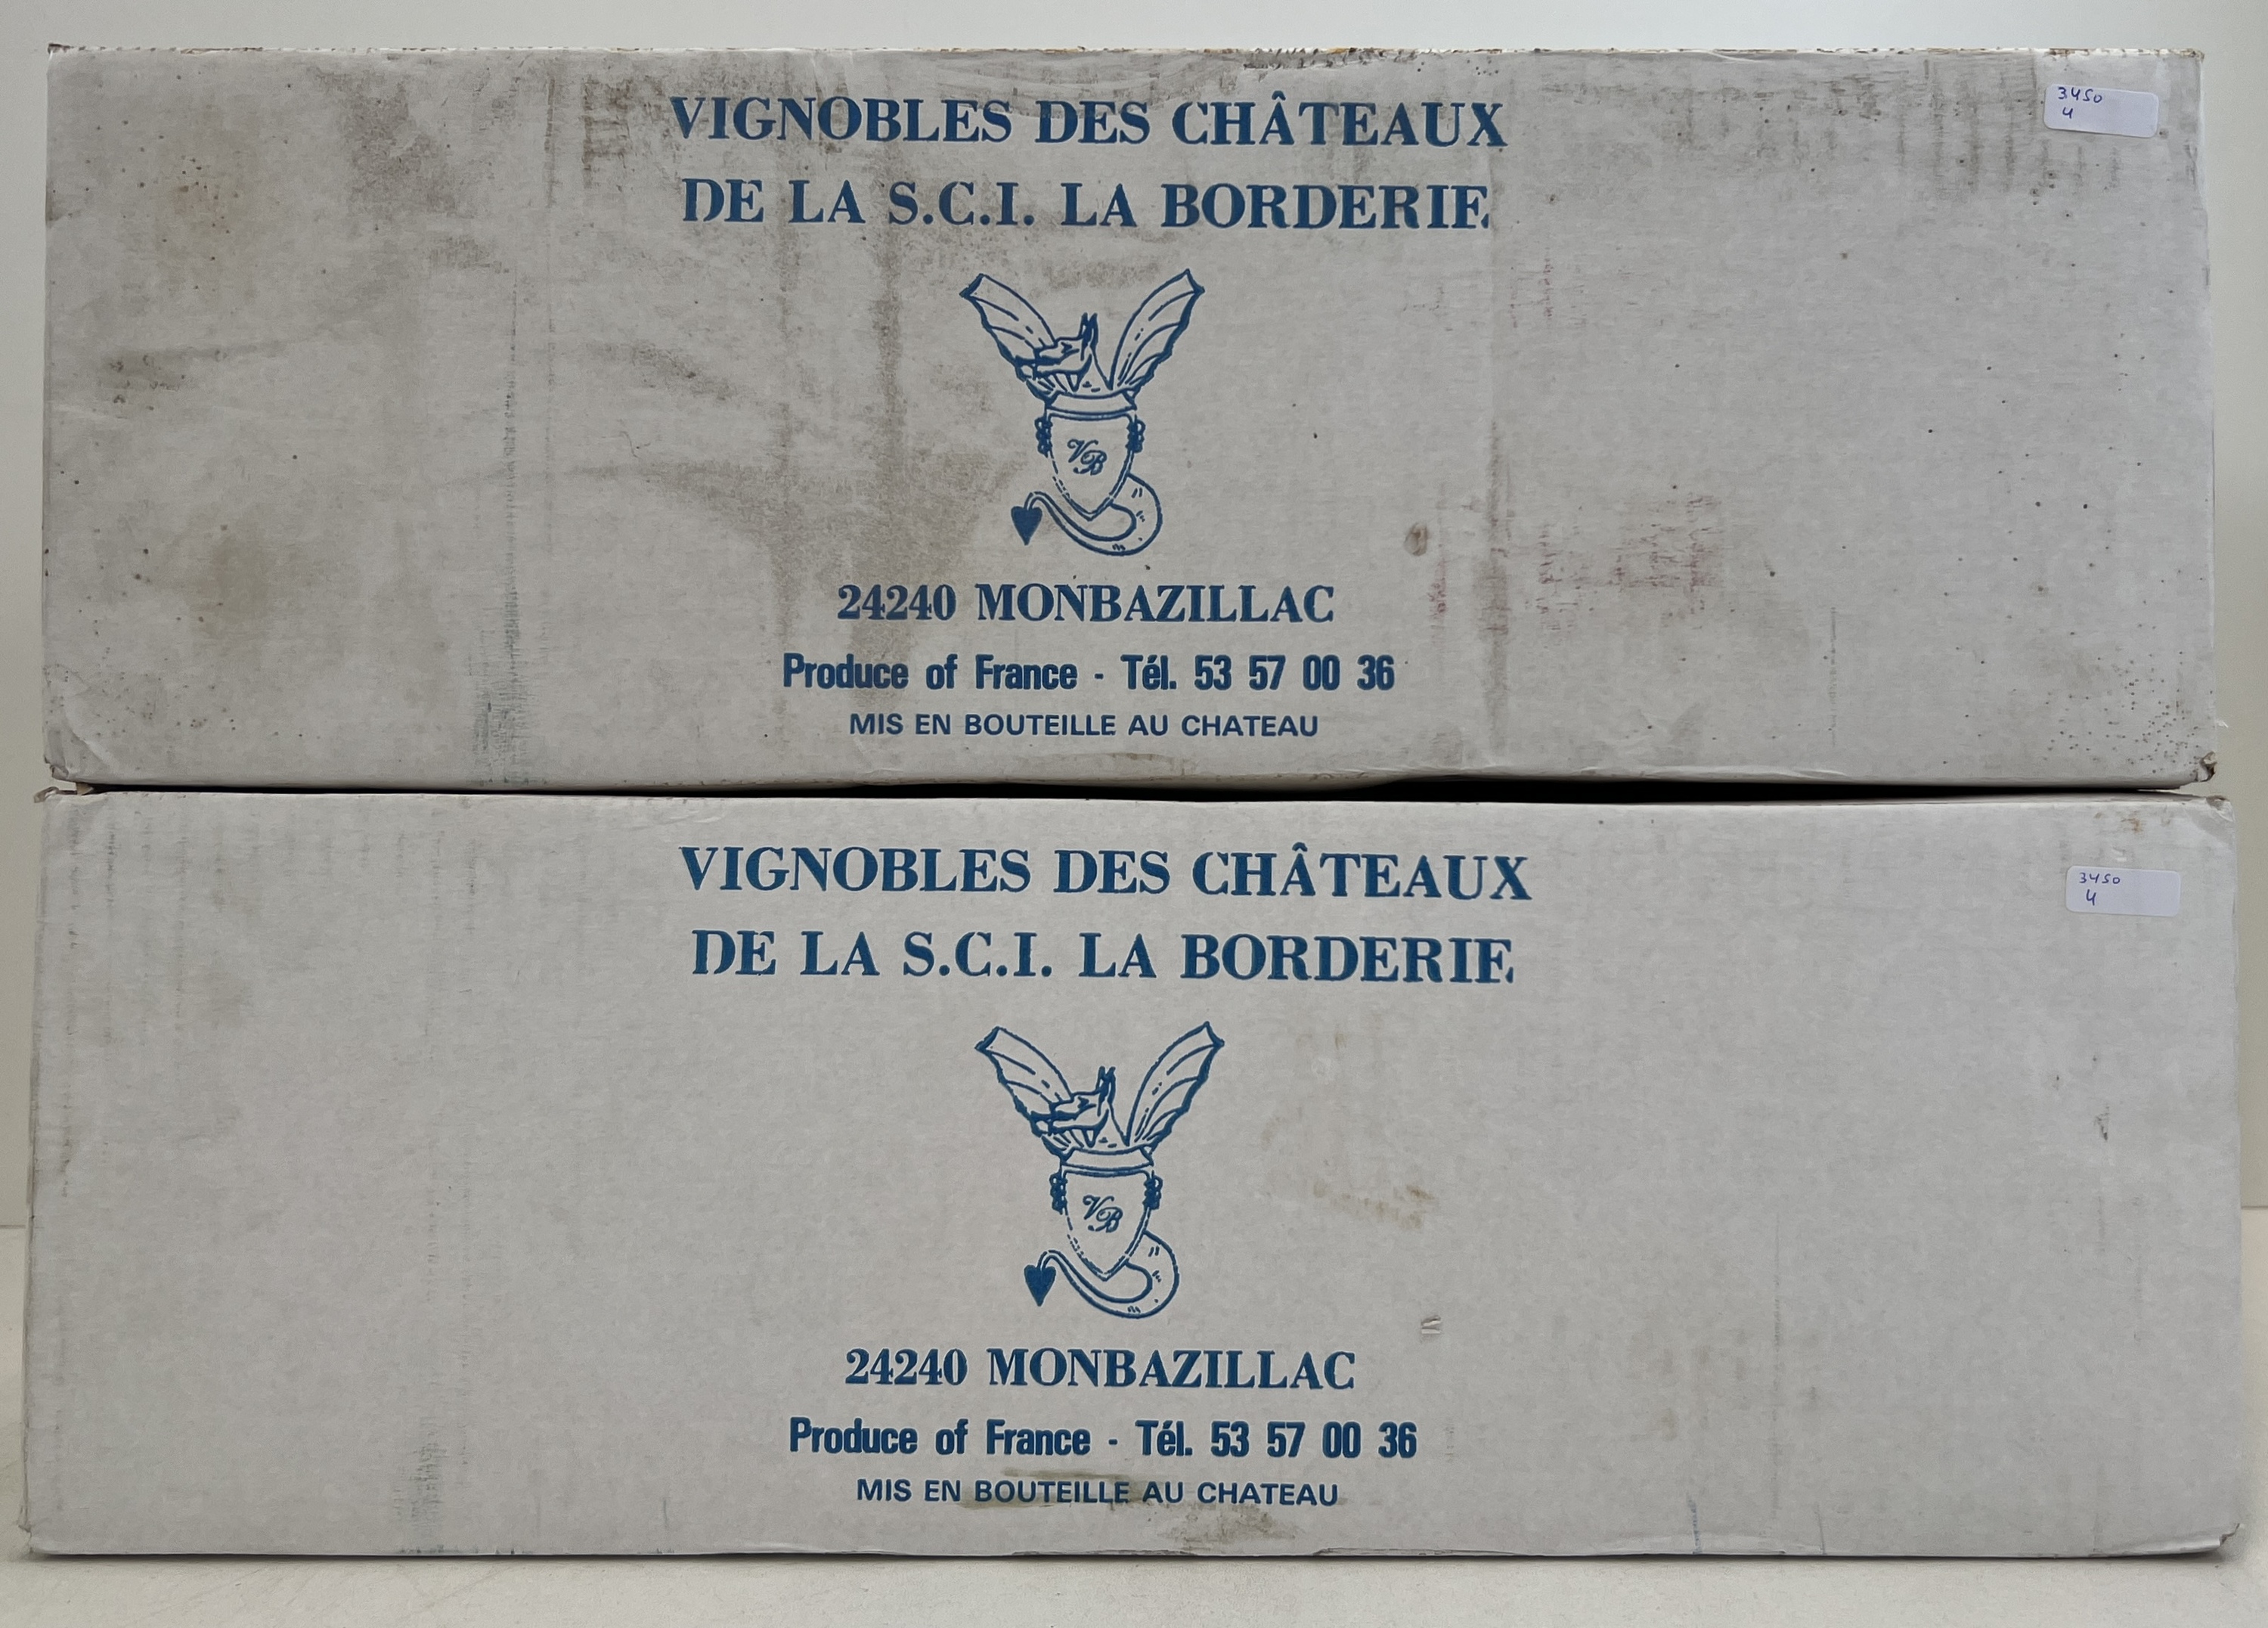 VIGNOBLES DES CHÂTEAUX
DE LA S.C.I. LA BORDERIE
3450
4
VB
24240 MONBAZILLAC
Produce of France - Tél. 53 57 00 36
MIS EN BOUTEILLE AU CHATEAU
VIGNOBLES DES CHÂTEAUX
DE LA S.C.I. LA BORDERIE
3450
4
VB
24240 MONBAZILLAC
Produce of France - Tél. 53 57 00 36
MIS EN BOUTEILLE AU CHATEAU